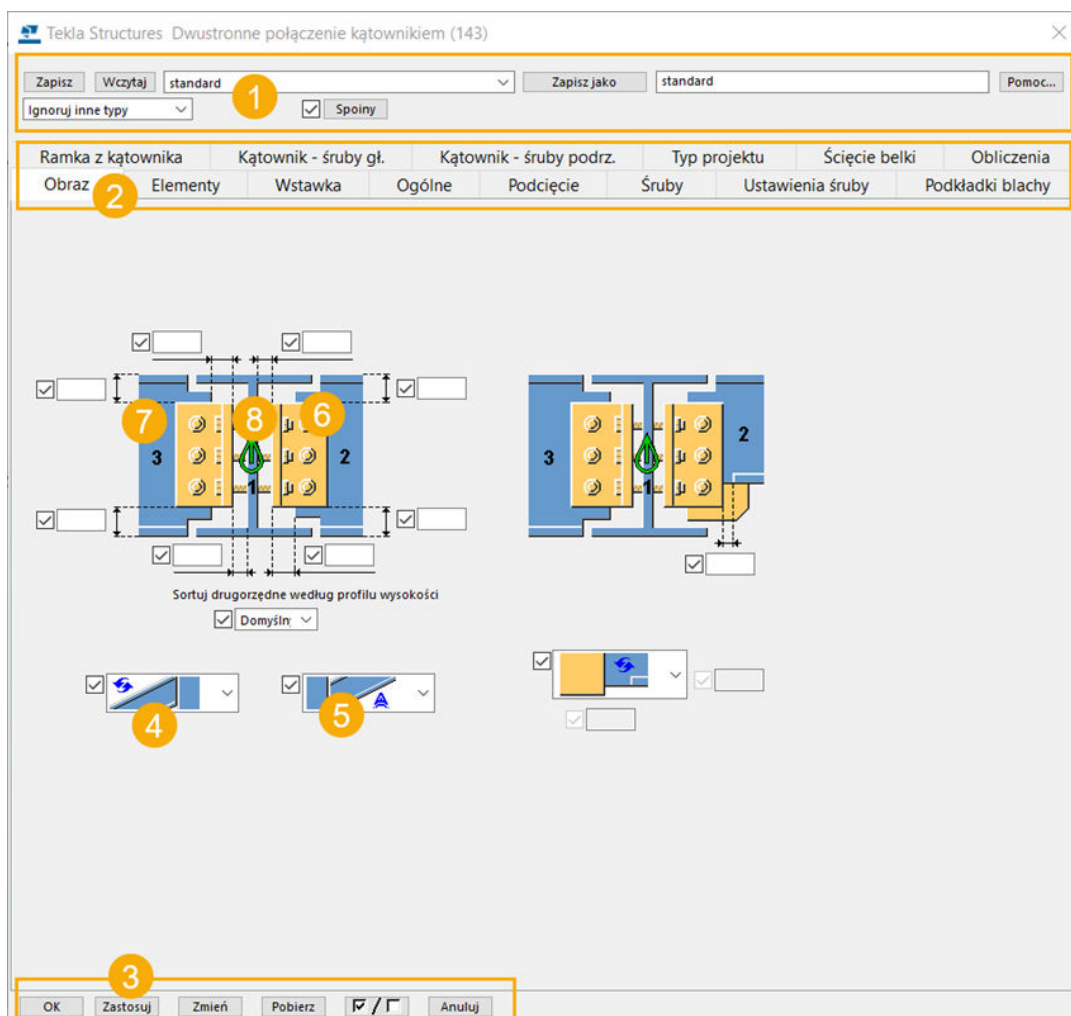 Tekla Structures Dwustronne połączenie kątownikiem (143)
Zapisz Wczytaj standard Zapisz jako standard Pomoc...
1
Ignoruj inne typy Spoiny
Ramka z kątownika Kątownik - śruby gł. Kątownik - śruby podrz. Typ projektu Ścięcie belki Obliczenia
Obraz Elementy Wstawka Ogólne Podcięcie Śruby Ustawienia śruby Podkładki blachy
2
7 8 6
3 2 3 2
1 1
Sortuj drugorzędne według profilu wysokości
Domyśln
4 5
3
OK Zastosuj Zmień Pobierz / Anuluj